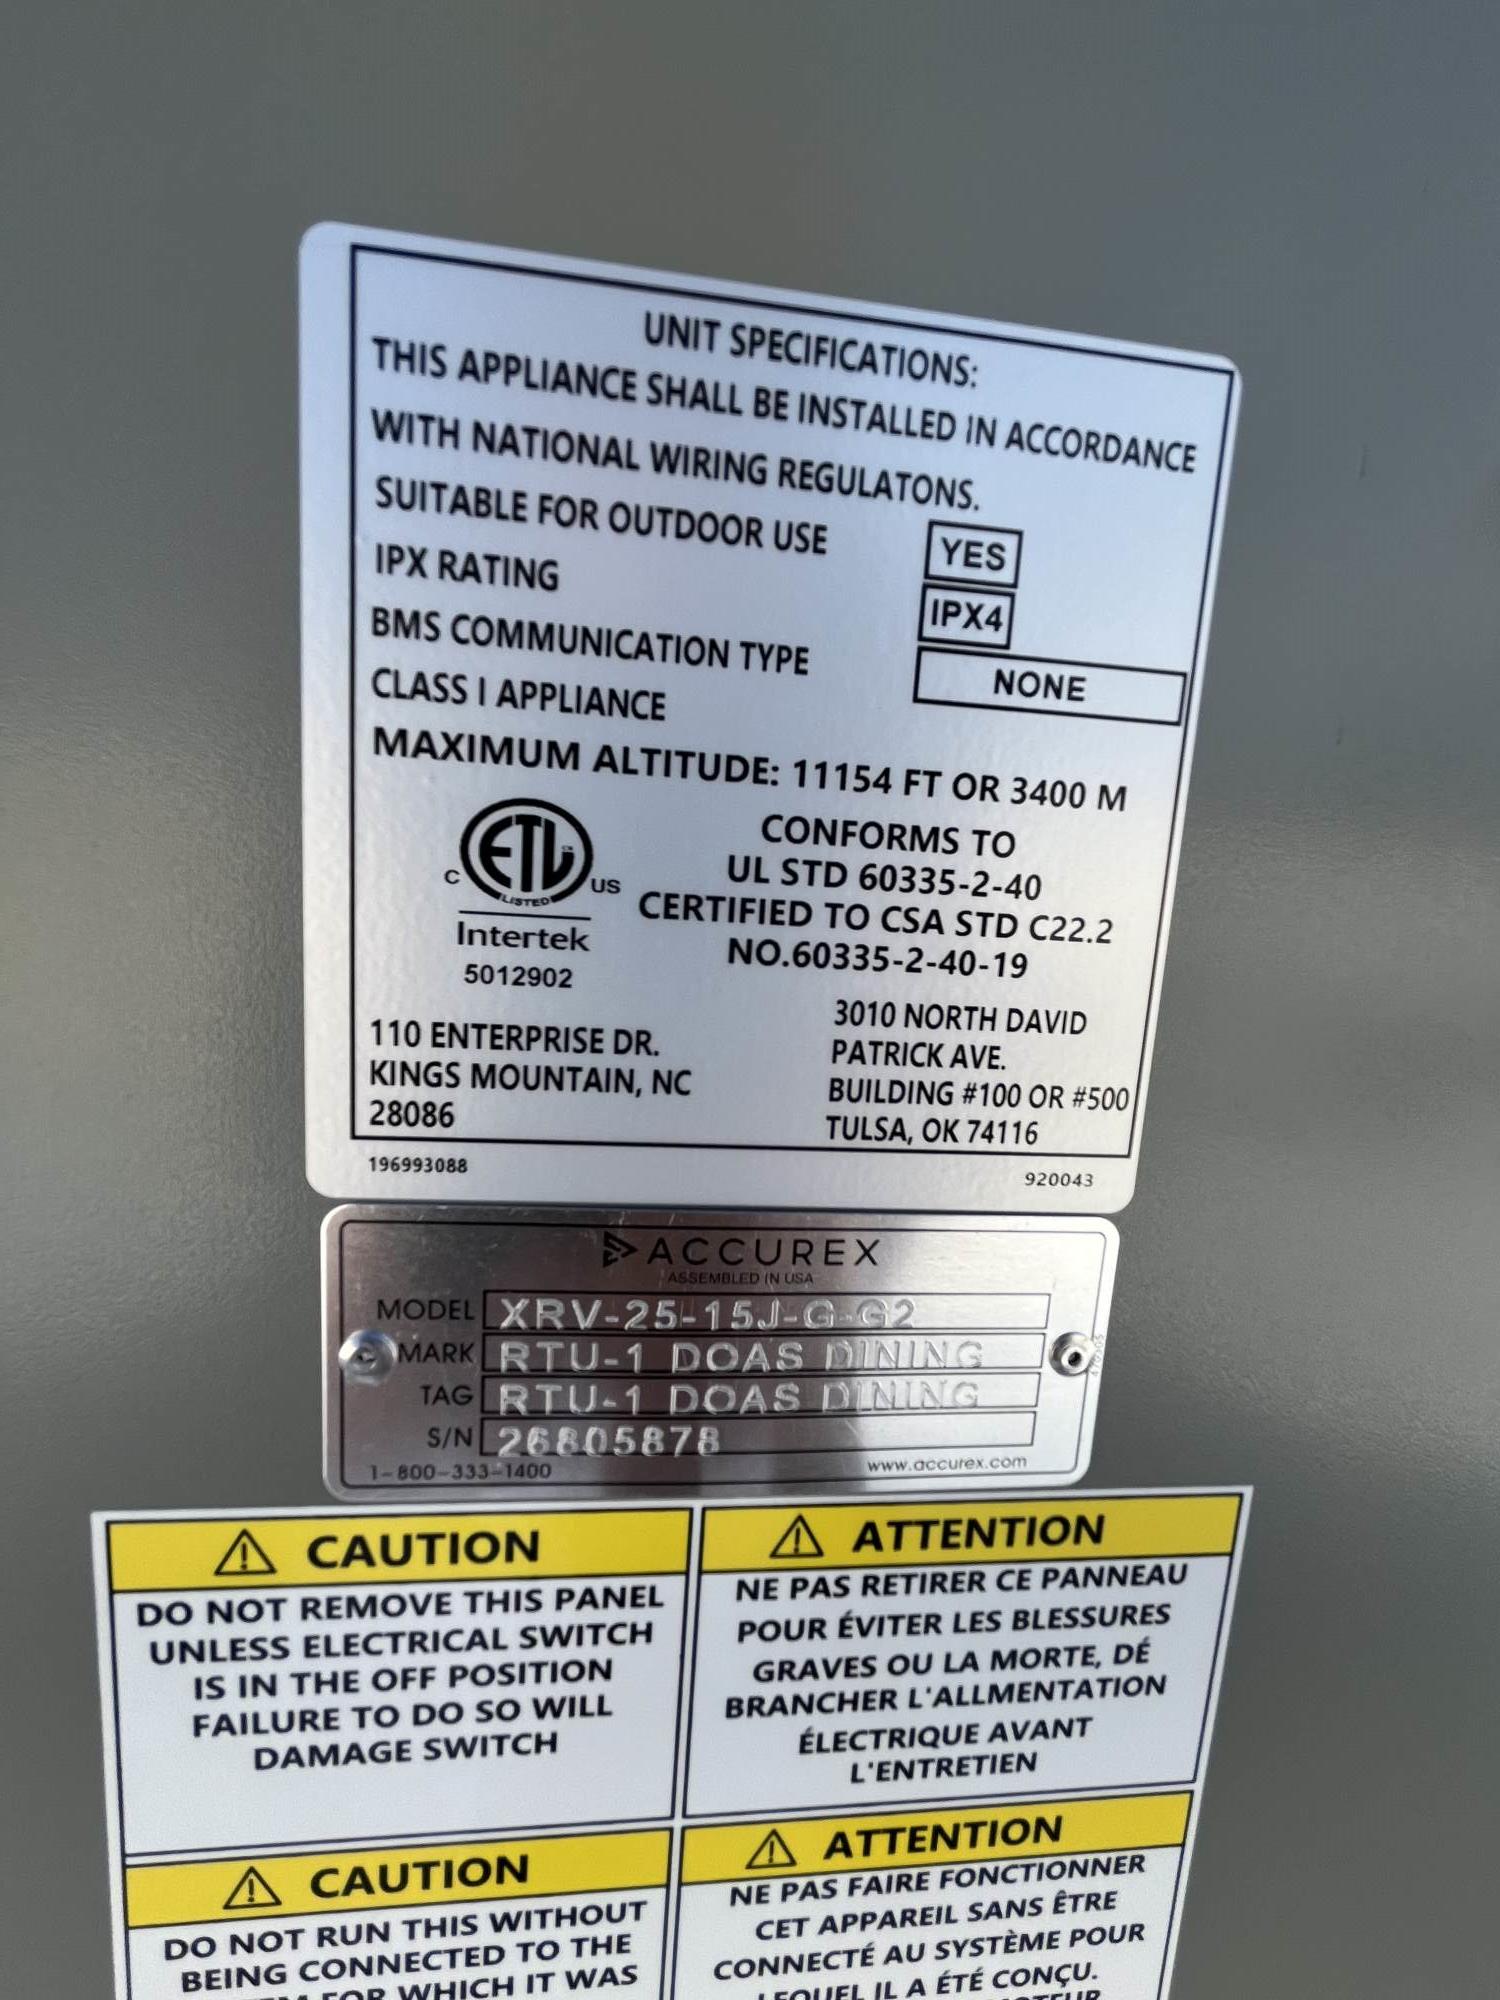 UNIT SPECIFICATIONS:
THIS APPLIANCE SHALL BE INSTALLED IN ACCORDANCE
WITH NATIONAL WIRING REGULATONS.
SUITABLE FOR OUTDOOR USE YES
IPX RATING IPX4
BMS COMMUNICATION TYPE NONE
CLASS I APPLIANCE
MAXIMUM ALTITUDE: 11154 FT OR 3400 M
CONFORMS TO
UL STD 60335-2-40
CERTIFIED TO CSA STD C22.2
NO.60335-2-40-19
C ETL US
LISTED
Intertek
5012902
110 ENTERPRISE DR.
KINGS MOUNTAIN, NC
28086
3010 NORTH DAVID
PATRICK AVE.
BUILDING #100 OR #500
TULSA, OK 74116
196993088
920043
ACCUREX
ASSEMBLED IN USA
MODEL XRV-25-15J-G-G2
MARK RTU-1 DOAS DINING
TAG RTU-1 DOAS DINING
S/N 26805878
1-800-333-1400
www.accurex.com
CAUTION
DO NOT REMOVE THIS PANEL
UNLESS ELECTRICAL SWITCH
IS IN THE OFF POSITION
FAILURE TO DO SO WILL
DAMAGE SWITCH
ATTENTION
NE PAS RETIRER CE PANNEAU
POUR ÉVITER LES BLESSURES
GRAVES OU LA MORTE, DÉ
BRANCHER L'ALLMENTATION
ÉLECTRIQUE AVANT
L'ENTRETIEN
CAUTION
DO NOT RUN THIS WITHOUT
BEING CONNECTED TO THE
FOR WHICH IT WAS
ATTENTION
NE PAS FAIRE FONCTIONNER
CET APPAREIL SANS ÊTRE
CONNECTÉ AU SYSTÈME POUR
LEQUEL IL A ÉTÉ CONÇU.